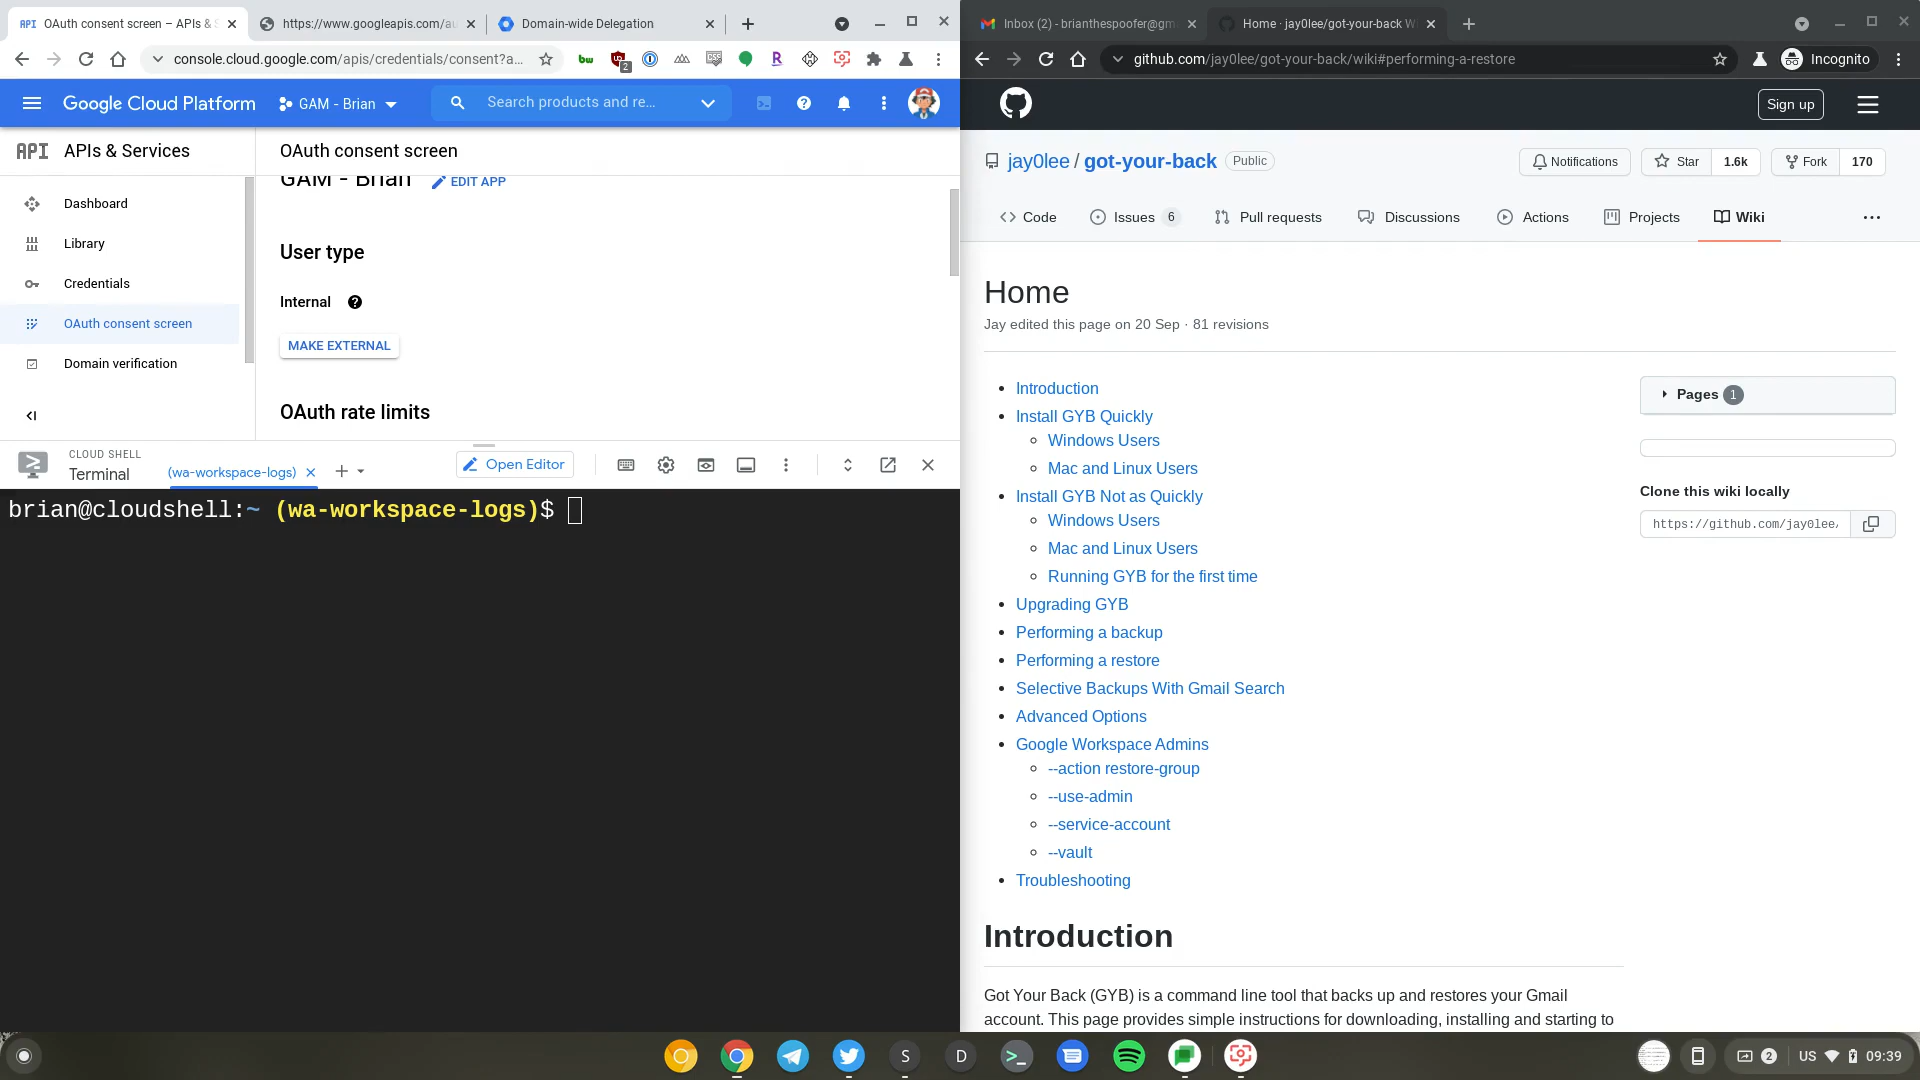 OAuth consent screen – APIs & S
https://www.googleapis.com/au
Domain-wide Delegation
console.cloud.google.com/apis/credentials/consent?a...
2
Google Cloud Platform
GAM - Brian
Search products and re...
API
APIs & Services
OAuth consent screen
Dashboard
Library
Credentials
OAuth consent screen
Domain verification
GAM - Brian
EDIT APP
User type
Internal
MAKE EXTERNAL
OAuth rate limits
CLOUD SHELL
Terminal
(wa-workspace-logs)
Open Editor
brian@cloudshell:~ (wa-workspace-logs)$
Inbox (2) - brianthespoofer@gm
Home · jay0lee/got-your-back W
github.com/jay0lee/got-your-back/wiki#performing-a-restore
Incognito
Sign up
jay0lee / got-your-back
Public
Notifications
Star 1.6k
Fork 170
Code
Issues 6
Pull requests
Discussions
Actions
Projects
Wiki
Home
Jay edited this page on 20 Sep · 81 revisions
Introduction
Install GYB Quickly
Windows Users
Mac and Linux Users
Install GYB Not as Quickly
Windows Users
Mac and Linux Users
Running GYB for the first time
Upgrading GYB
Performing a backup
Performing a restore
Selective Backups With Gmail Search
Advanced Options
Google Workspace Admins
--action restore-group
--use-admin
--service-account
--vault
Troubleshooting
Pages 1
Clone this wiki locally
https://github.com/jay0lee/
Introduction
Got Your Back (GYB) is a command line tool that backs up and restores your Gmail
account. This page provides simple instructions for downloading, installing and starting to
S
D
2
US
09:39